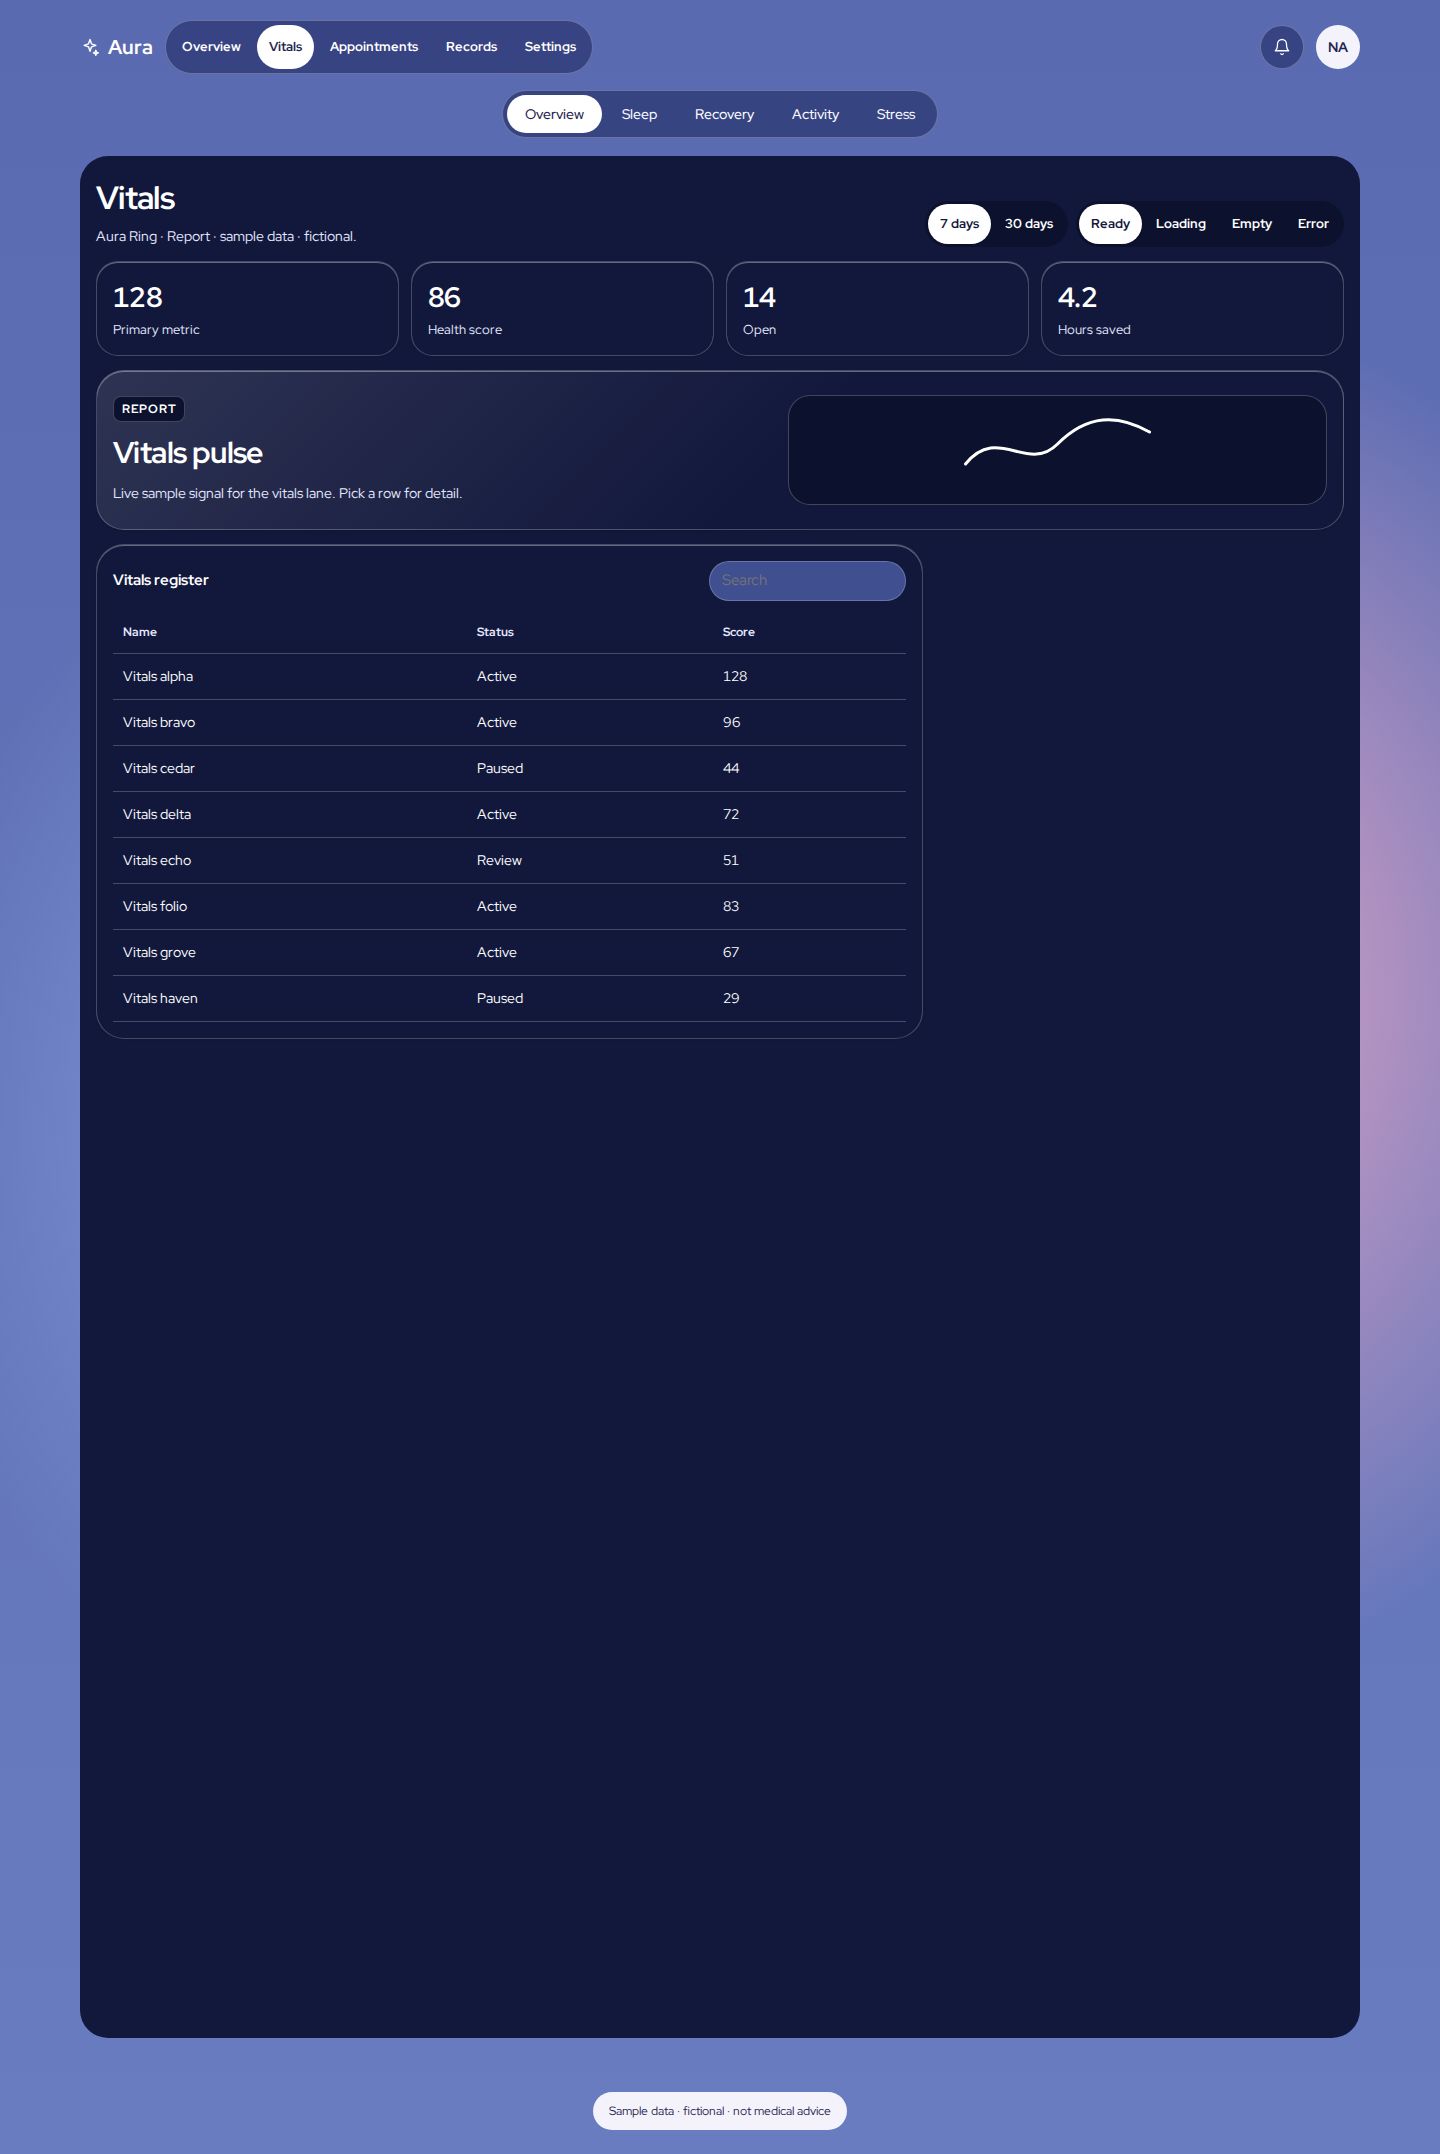 Aura
Overview Vitals Appointments Records Settings
NA
Overview Sleep Recovery Activity Stress
Vitals
Aura Ring · Report · sample data · fictional.
7 days 30 days
Ready Loading Empty Error
128
Primary metric
86
Health score
14
Open
4.2
Hours saved
REPORT
Vitals pulse
Live sample signal for the vitals lane. Pick a row for detail.
Vitals register
Search
Name Status Score
Vitals alpha Active 128
Vitals bravo Active 96
Vitals cedar Paused 44
Vitals delta Active 72
Vitals echo Review 51
Vitals folio Active 83
Vitals grove Active 67
Vitals haven Paused 29
Sample data · fictional · not medical advice